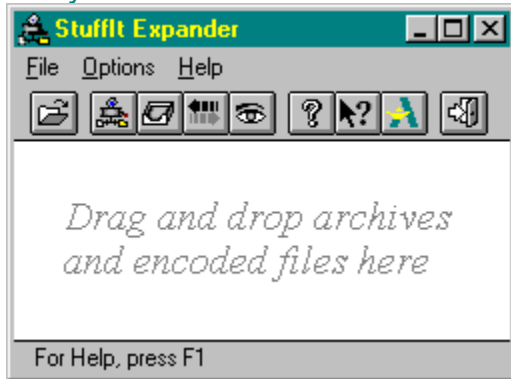 StuffIt Expander
File Options Help
Drag and drop archives
and encoded files here
For Help, press F1